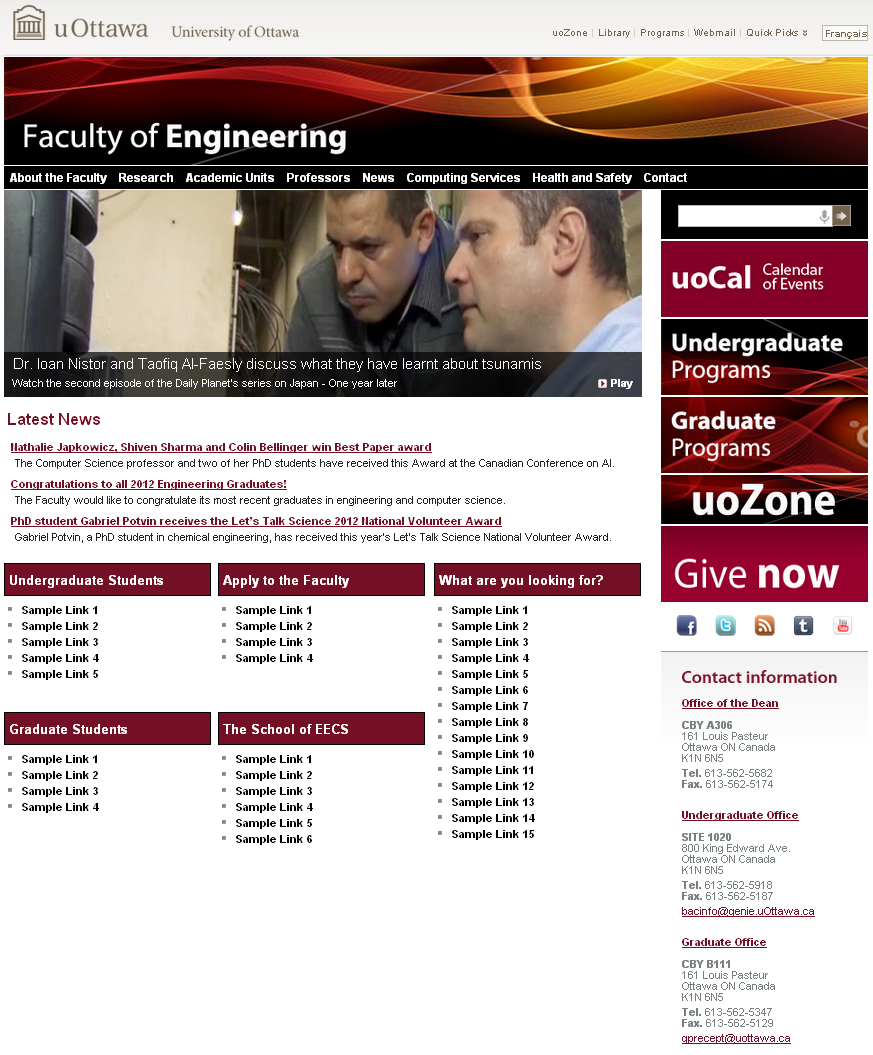 uOttawa University of Ottawa
uoZone | Library | Programs | Webmail | Quick Picks Français
Faculty of Engineering
About the Faculty Research Academic Units Professors News Computing Services Health and Safety Contact
Dr. Ioan Nistor and Taofiq Al-Faesly discuss what they have learnt about tsunamis
Watch the second episode of the Daily Planet's series on Japan - One year later
Play
Latest News
Nathalie Japkowicz, Shiven Sharma and Colin Bellinger win Best Paper award
The Computer Science professor and two of her PhD students have received this Award at the Canadian Conference on AI.
Congratulations to all 2012 Engineering Graduates!
The Faculty would like to congratulate its most recent graduates in engineering and computer science.
PhD student Gabriel Potvin receives the Let's Talk Science 2012 National Volunteer Award
Gabriel Potvin, a PhD student in chemical engineering, has received this year's Let's Talk Science National Volunteer Award.
Undergraduate Students
Sample Link 1
Sample Link 2
Sample Link 3
Sample Link 4
Sample Link 5
Apply to the Faculty
Sample Link 1
Sample Link 2
Sample Link 3
Sample Link 4
What are you looking for?
Sample Link 1
Sample Link 2
Sample Link 3
Sample Link 4
Sample Link 5
Sample Link 6
Sample Link 7
Sample Link 8
Sample Link 9
Sample Link 10
Sample Link 11
Sample Link 12
Sample Link 13
Sample Link 14
Sample Link 15
Graduate Students
Sample Link 1
Sample Link 2
Sample Link 3
Sample Link 4
The School of EECS
Sample Link 1
Sample Link 2
Sample Link 3
Sample Link 4
Sample Link 5
Sample Link 6
uoCal Calendar
of Events
Undergraduate
Programs
Graduate
Programs
uoZone
Give now
f t t You Tube
Contact information
Office of the Dean
CBY A306
161 Louis Pasteur
Ottawa ON Canada
K1N 6N5
Tel. 613-562-5682
Fax. 613-562-5174
Undergraduate Office
SITE 1020
800 King Edward Ave.
Ottawa ON Canada
K1N 6N5
Tel. 613-562-5918
Fax. 613-562-5187
bacinfo@genie.uOttawa.ca
Graduate Office
CBY B111
161 Louis Pasteur
Ottawa ON Canada
K1N 6N5
Tel. 613-562-5347
Fax. 613-562-5129
gprecept@uottawa.ca